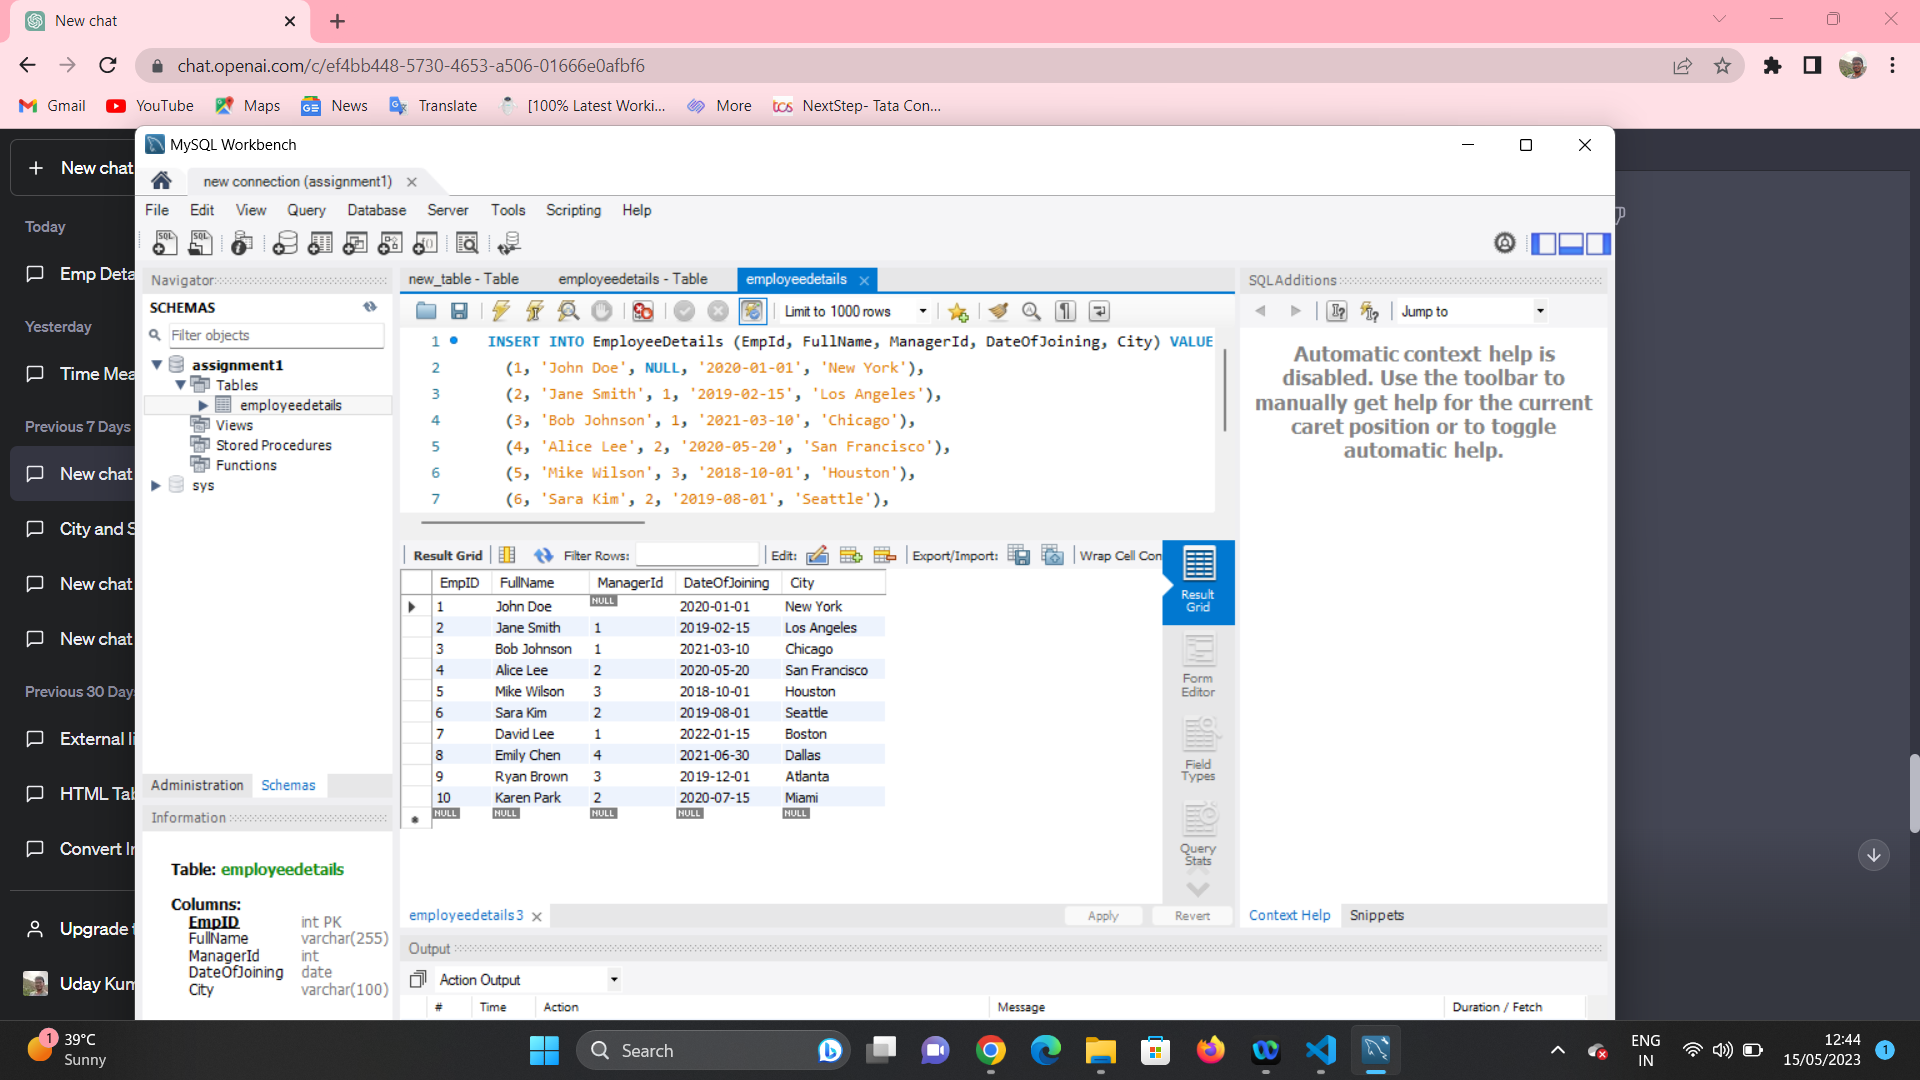 New chat
chat.openai.com/c/ef4bb448-5730-4653-a506-01666e0afbf6
Gmail
YouTube
Maps
News
Translate
[100% Latest Worki...
More
tcs NextStep- Tata Con...
New chat
Today
Emp Deta
Yesterday
Time Mea
Previous 7 Days
New chat
City and S
New chat
New chat
Previous 30 Day
External li
HTML Tab
Convert In
Upgrade t
Uday Kum
MySQL Workbench
new connection (assignment1)
File Edit View Query Database Server Tools Scripting Help
Navigator
SCHEMAS
Filter objects
assignment1
Tables
employeedetails
Views
Stored Procedures
Functions
sys
Administration Schemas
Information
Table: employeedetails
Columns:
EmpID int PK
FullName varchar(255)
ManagerId int
DateOfJoining date
City varchar(100)
new_table - Table employeedetails - Table employeedetails
Limit to 1000 rows
1 INSERT INTO EmployeeDetails (EmpId, FullName, ManagerId, DateOfJoining, City) VALUE
2 (1, 'John Doe', NULL, '2020-01-01', 'New York'),
3 (2, 'Jane Smith', 1, '2019-02-15', 'Los Angeles'),
4 (3, 'Bob Johnson', 1, '2021-03-10', 'Chicago'),
5 (4, 'Alice Lee', 2, '2020-05-20', 'San Francisco'),
6 (5, 'Mike Wilson', 3, '2018-10-01', 'Houston'),
7 (6, 'Sara Kim', 2, '2019-08-01', 'Seattle'),
Result Grid Filter Rows: Edit: Export/Import: Wrap Cell Con
EmpID FullName ManagerId DateOfJoining City
1 John Doe NULL 2020-01-01 New York
2 Jane Smith 1 2019-02-15 Los Angeles
3 Bob Johnson 1 2021-03-10 Chicago
4 Alice Lee 2 2020-05-20 San Francisco
5 Mike Wilson 3 2018-10-01 Houston
6 Sara Kim 2 2019-08-01 Seattle
7 David Lee 1 2022-01-15 Boston
8 Emily Chen 4 2021-06-30 Dallas
9 Ryan Brown 3 2019-12-01 Atlanta
10 Karen Park 2 2020-07-15 Miami
NULL NULL NULL NULL NULL
Result
Grid
Form
Editor
Field
Types
Query
Stats
employeedetails 3
Apply Revert
SQLAdditions
Jump to
Automatic context help is
disabled. Use the toolbar to
manually get help for the current
caret position or to toggle
automatic help.
Context Help Snippets
Output
Action Output
# Time Action Message Duration / Fetch
1
39°C
Sunny
Search
ENG
IN
12:44
15/05/2023
1